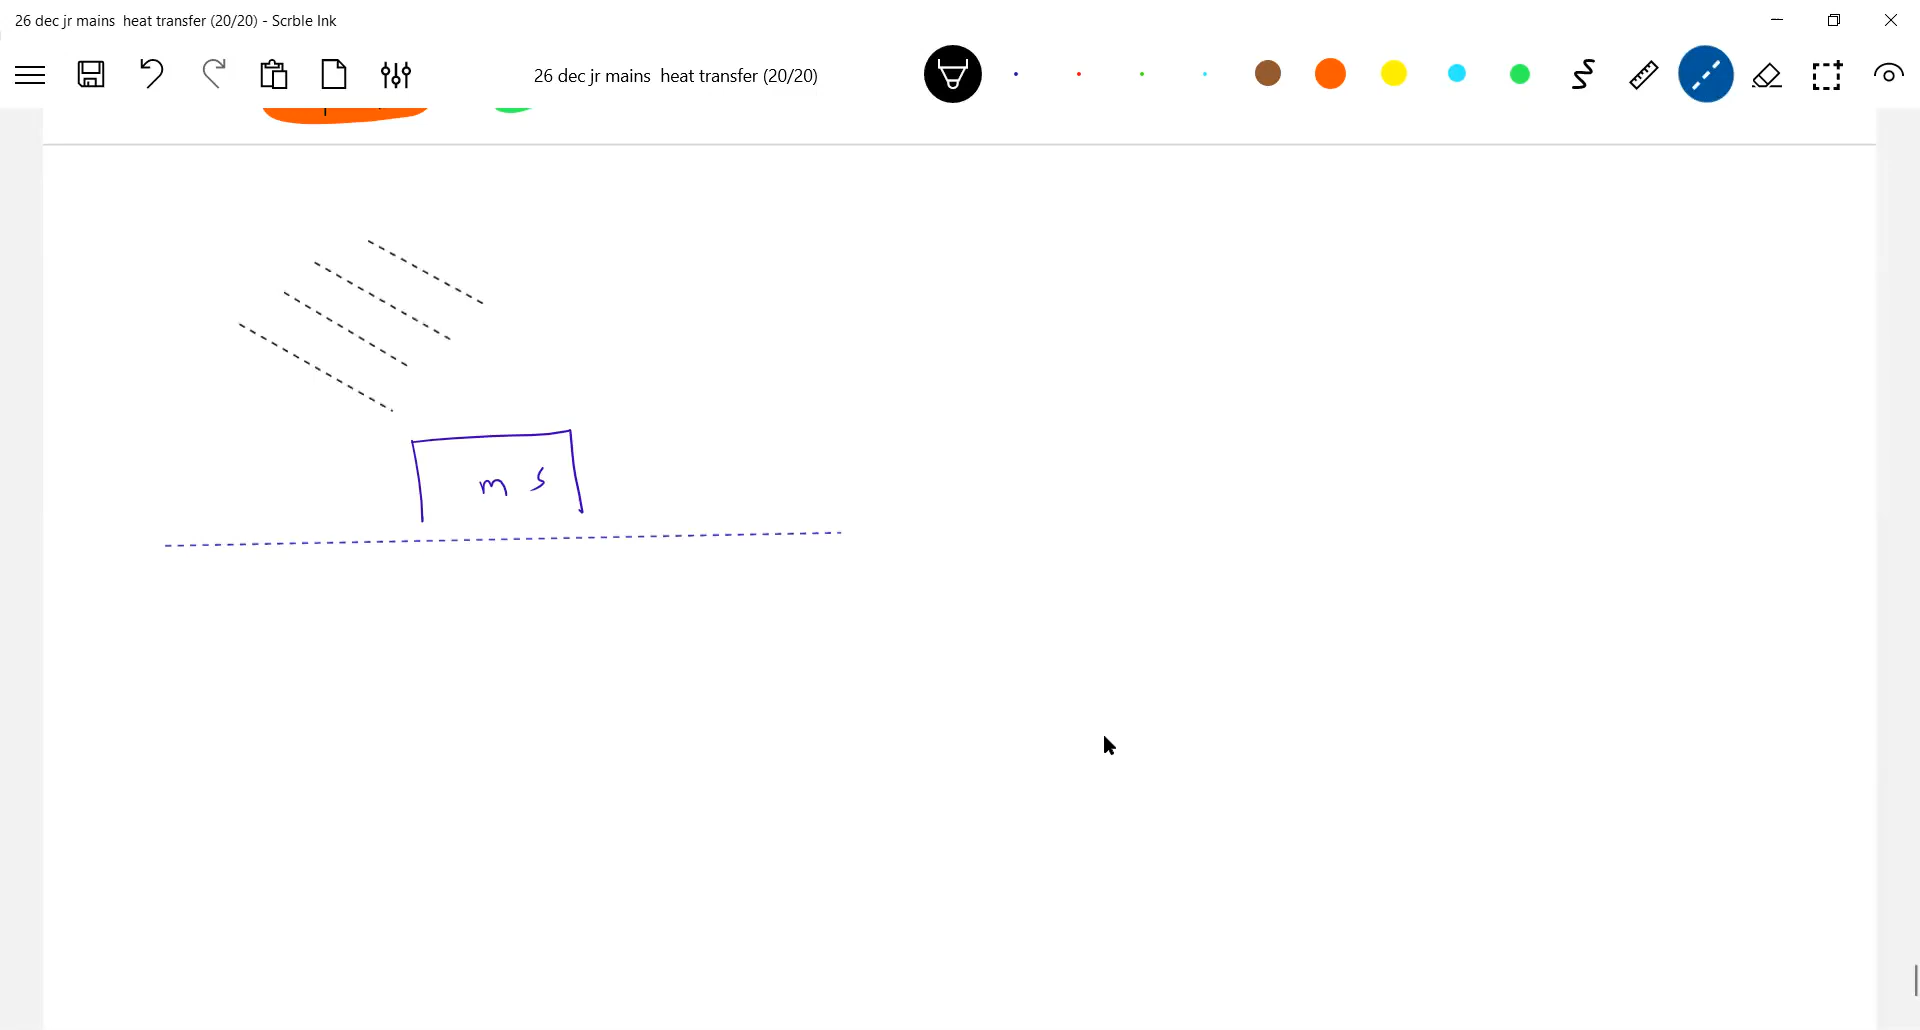 26 dec jr mains heat transfer (20/20) - Scrble Ink
26 dec jr mains heat transfer (20/20)
m s